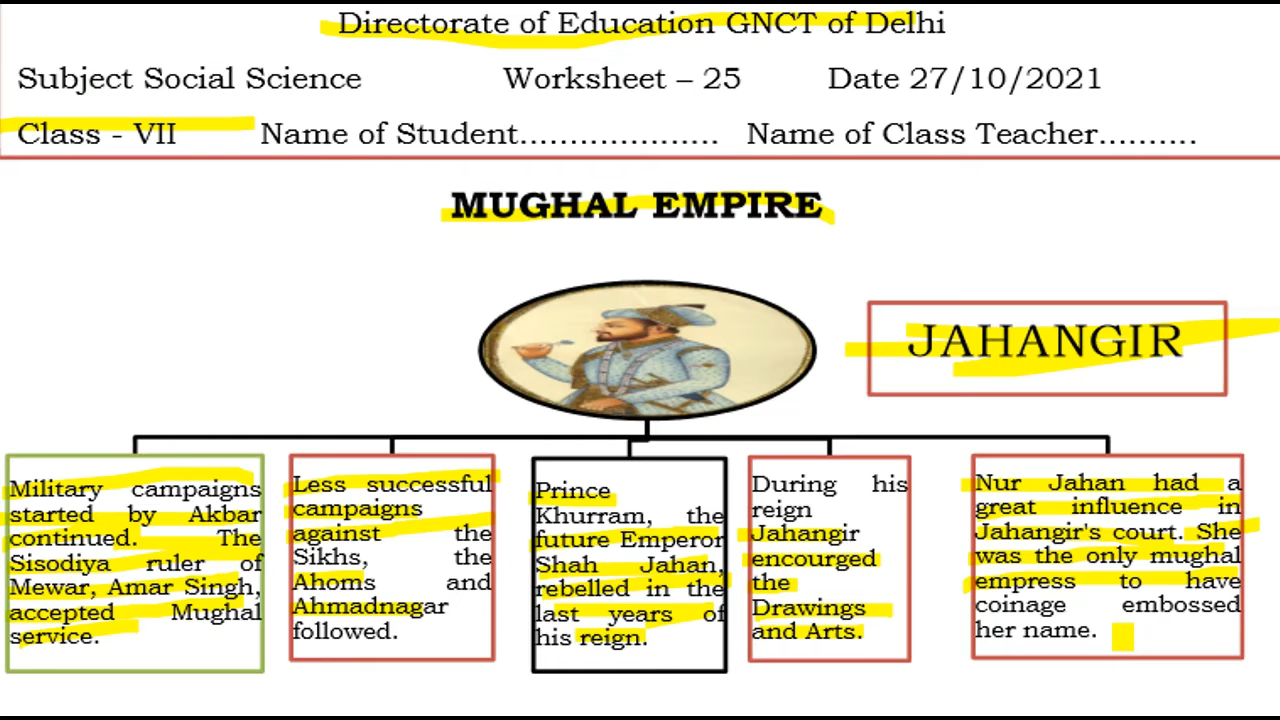 Directorate of Education GNCT of Delhi
Subject Social Science Worksheet – 25 Date 27/10/2021
Class - VII Name of Student.................... Name of Class Teacher..........
MUGHAL EMPIRE
JAHANGIR
Military campaigns
started by Akbar
continued. The
Sisodiya ruler of
Mewar, Amar Singh,
accepted Mughal
service.
Less successful
campaigns
against the
Sikhs, the
Ahoms and
Ahmadnagar
followed.
Prince
Khurram, the
future Emperor
Shah Jahan,
rebelled in the
last years of
his reign.
During his
reign
Jahangir
encourged
the
Drawings
and Arts.
Nur Jahan had a
great influence in
Jahangir's court. She
was the only mughal
empress to have
coinage embossed
her name.